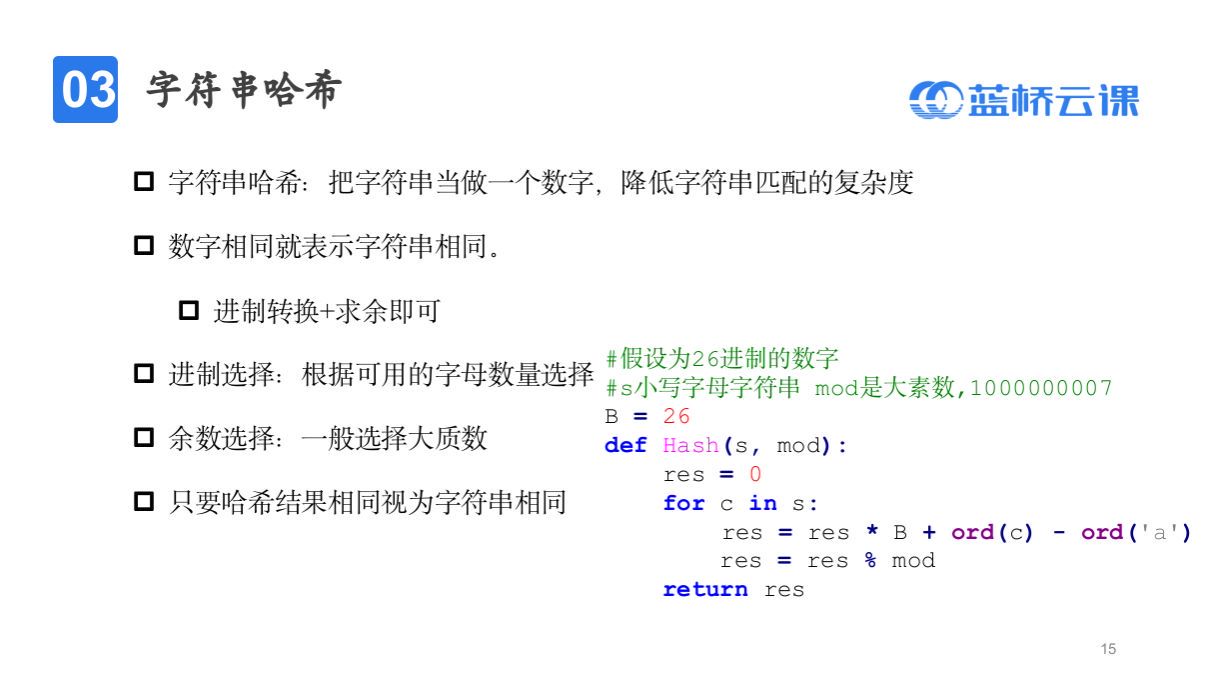 03 字符串哈希
蓝桥云课
字符串哈希：把字符串当做一个数字，降低字符串匹配的复杂度
数字相同就表示字符串相同。
进制转换+求余即可
进制选择：根据可用的字母数量选择
余数选择：一般选择大质数
只要哈希结果相同视为字符串相同
#假设为26进制的数字
#s小写字母字符串 mod是大素数,1000000007
B = 26
def Hash(s, mod):
    res = 0
    for c in s:
        res = res * B + ord(c) - ord('a')
        res = res % mod
    return res
15